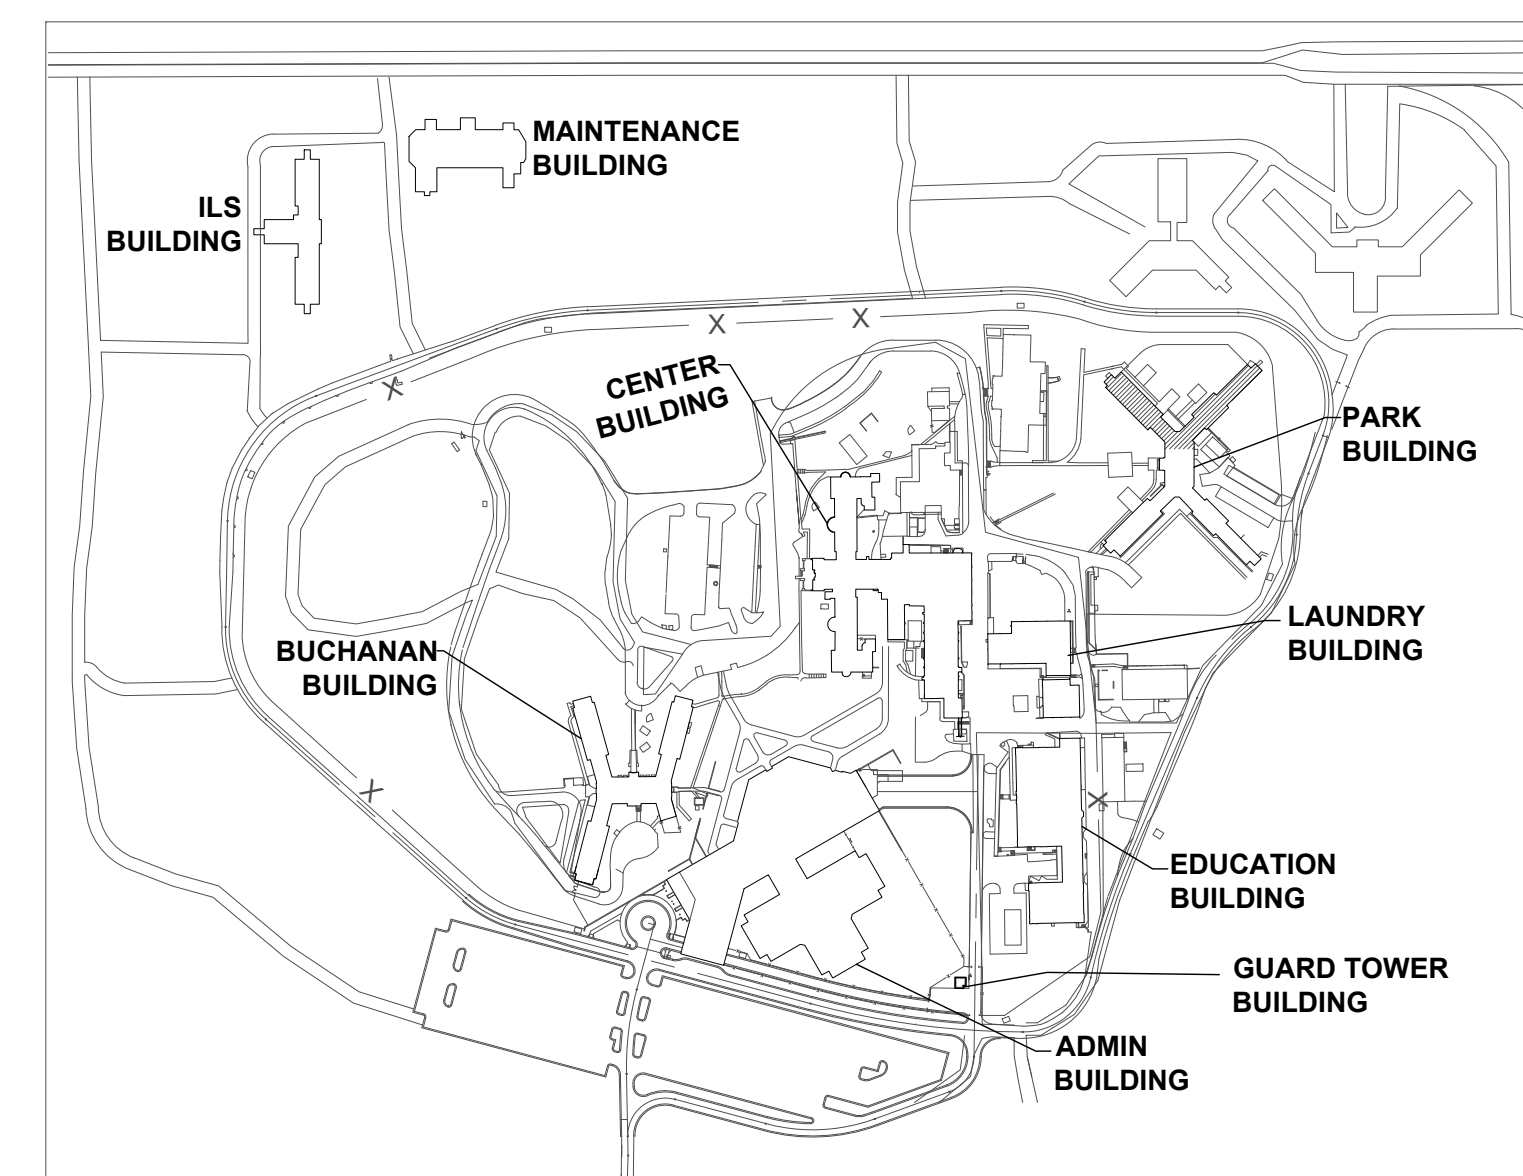 MAINTENANCE
BUILDING
ILS
BUILDING
X
X
X
CENTER
BUILDING
PARK
BUILDING
LAUNDRY
BUILDING
BUCHANAN
BUILDING
X
X
EDUCATION
BUILDING
GUARD TOWER
BUILDING
ADMIN
BUILDING